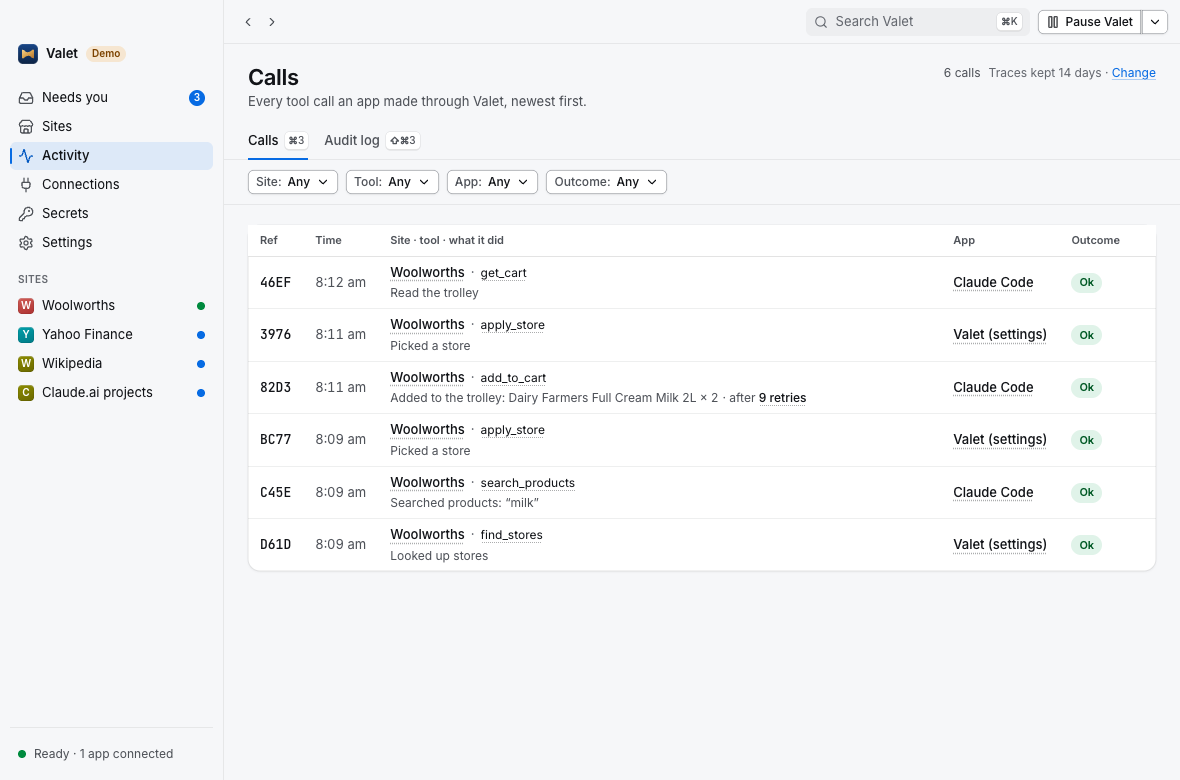 Search Valet ⌘K Pause Valet
Valet Demo
Needs you 3
Sites
Activity
Connections
Secrets
Settings
SITES
W Woolworths
Y Yahoo Finance
W Wikipedia
C Claude.ai projects
Ready · 1 app connected
Calls
6 calls Traces kept 14 days · Change
Every tool call an app made through Valet, newest first.
Calls ⌘3 Audit log ⇧⌘3
Site: Any Tool: Any App: Any Outcome: Any
Ref Time Site · tool · what it did App Outcome
46EF 8:12 am Woolworths · get_cart Claude Code Ok
Read the trolley
3976 8:11 am Woolworths · apply_store Valet (settings) Ok
Picked a store
82D3 8:11 am Woolworths · add_to_cart Claude Code Ok
Added to the trolley: Dairy Farmers Full Cream Milk 2L × 2 · after 9 retries
BC77 8:09 am Woolworths · apply_store Valet (settings) Ok
Picked a store
C45E 8:09 am Woolworths · search_products Claude Code Ok
Searched products: “milk”
D61D 8:09 am Woolworths · find_stores Valet (settings) Ok
Looked up stores